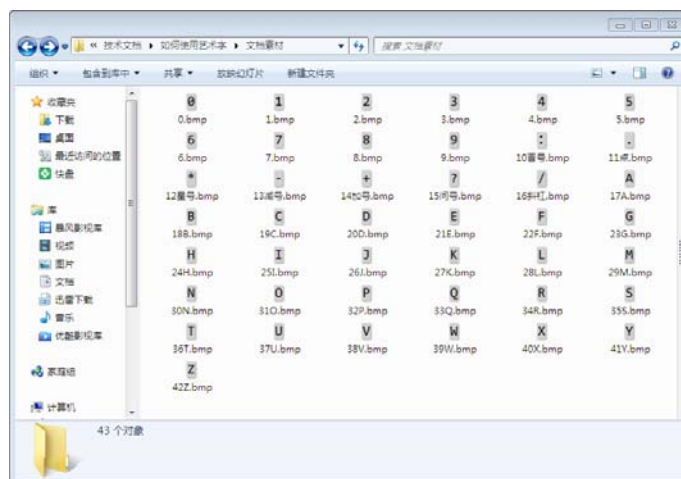 « 技术文档 ▸ 如何使用艺术字 ▸ 文档素材
搜索 文档素材
组织 包含到库中 共享 放映幻灯片 新建文件夹
收藏夹
下载
桌面
最近访问的位置
快盘
库
暴风影视库
视频
图片
文档
迅雷下载
音乐
优酷影视库
家庭组
计算机
0 1 2 3 4 5
0.bmp 1.bmp 2.bmp 3.bmp 4.bmp 5.bmp
6 7 8 9 : .
6.bmp 7.bmp 8.bmp 9.bmp 10冒号.bmp 11点.bmp
* - + ? / A
12星号.bmp 13减号.bmp 14加号.bmp 15问号.bmp 16斜杠.bmp 17A.bmp
B C D E F G
18B.bmp 19C.bmp 20D.bmp 21E.bmp 22F.bmp 23G.bmp
H I J K L M
24H.bmp 25I.bmp 26J.bmp 27K.bmp 28L.bmp 29M.bmp
N O P Q R S
30N.bmp 31O.bmp 32P.bmp 33Q.bmp 34R.bmp 35S.bmp
T U V W X Y
36T.bmp 37U.bmp 38V.bmp 39W.bmp 40X.bmp 41Y.bmp
Z
42Z.bmp
43 个对象